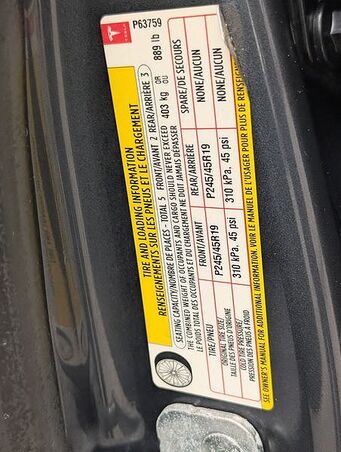 TESLA
P63759
TIRE AND LOADING INFORMATION
RENSEIGNEMENTS SUR LES PNEUS ET LE CHARGEMENT
SEATING CAPACITY/NOMBRE DE PLACES - TOTAL 5 FRONT/AVANT 2 REAR/ARRIÈRE 3
THE COMBINED WEIGHT OF OCCUPANTS AND CARGO SHOULD NEVER EXCEED 403 kg OR 889 lb
LE POIDS TOTAL DES OCCUPANTS ET DU CHARGEMENT NE DOIT JAMAIS DÉPASSER OU
TIRE/PNEU FRONT/AVANT REAR/ARRIÈRE SPARE/DE SECOURS
ORIGINAL TIRE SIZE/ P245/45R19 P245/45R19 NONE/AUCUN
TAILLE DES PNEUS D'ORIGINE
COLD TIRE PRESSURE/ 310 kPa, 45 psi 310 kPa, 45 psi NONE/AUCUN
PRESSION DES PNEUS À FROID
SEE OWNER'S MANUAL FOR ADDITIONAL INFORMATION VOIR LE MANUEL DE L'USAGER POUR PLUS DE RENSEI